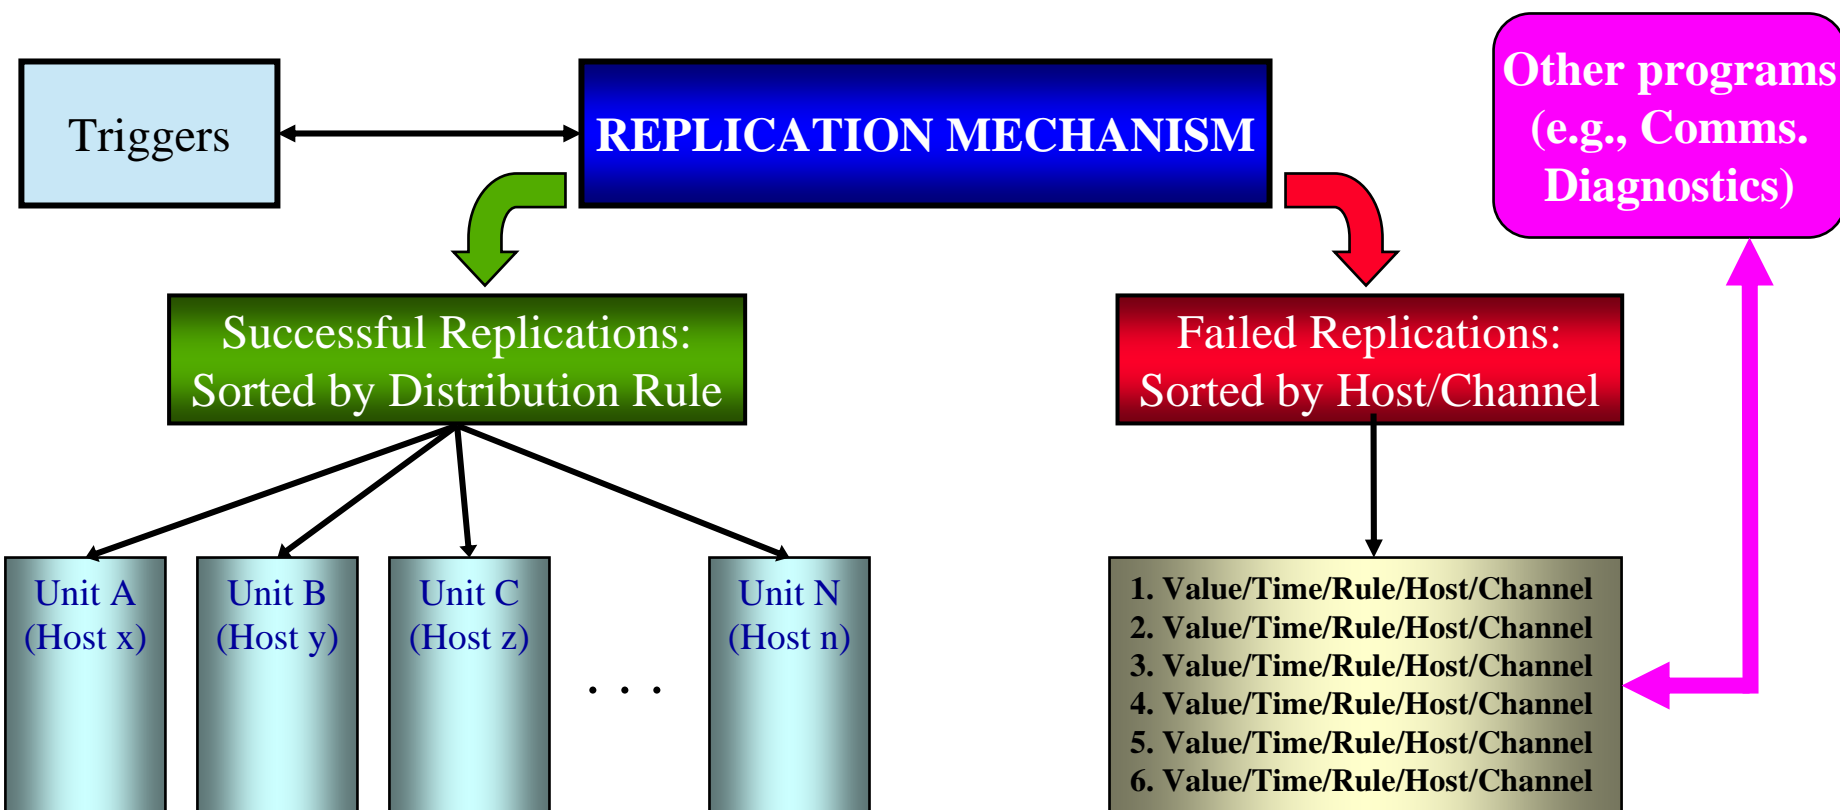 Triggers
REPLICATION MECHANISM
Other programs
(e.g., Comms.
Diagnostics)
Successful Replications:
Sorted by Distribution Rule
Failed Replications:
Sorted by Host/Channel
Unit A
(Host x)
Unit B
(Host y)
Unit C
(Host z)
. . .
Unit N
(Host n)
1. Value/Time/Rule/Host/Channel
2. Value/Time/Rule/Host/Channel
3. Value/Time/Rule/Host/Channel
4. Value/Time/Rule/Host/Channel
5. Value/Time/Rule/Host/Channel
6. Value/Time/Rule/Host/Channel